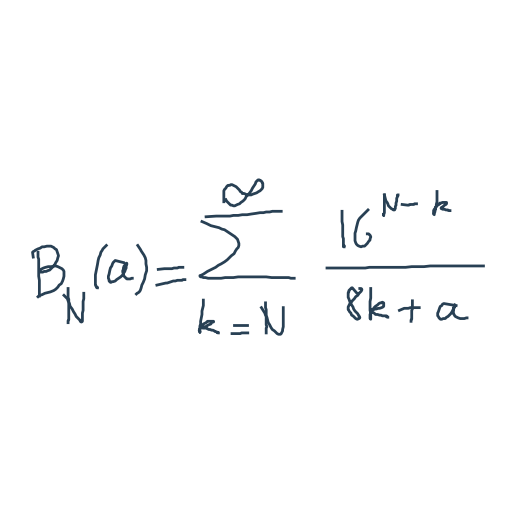 B_N(a) = \sum_{k=N}^{\infty} \frac{16^{N-k}}{8k+a}